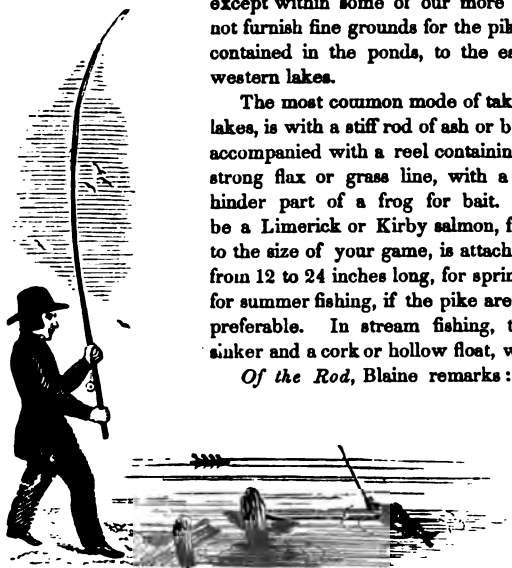 except within some of our more
not furnish fine grounds for the pik
contained in the ponds, to the ea
western lakes.
The most common mode of tak
lakes, is with a stiff rod of ash or b
accompanied with a reel containin
strong flax or grass line, with a
hinder part of a frog for bait.
be a Limerick or Kirby salmon, f
to the size of your game, is attach
from 12 to 24 inches long, for sprin
for summer fishing, if the pike are
preferable. In stream fishing, t
sinker and a cork or hollow float, w
Of the Rod, Blaine remarks: